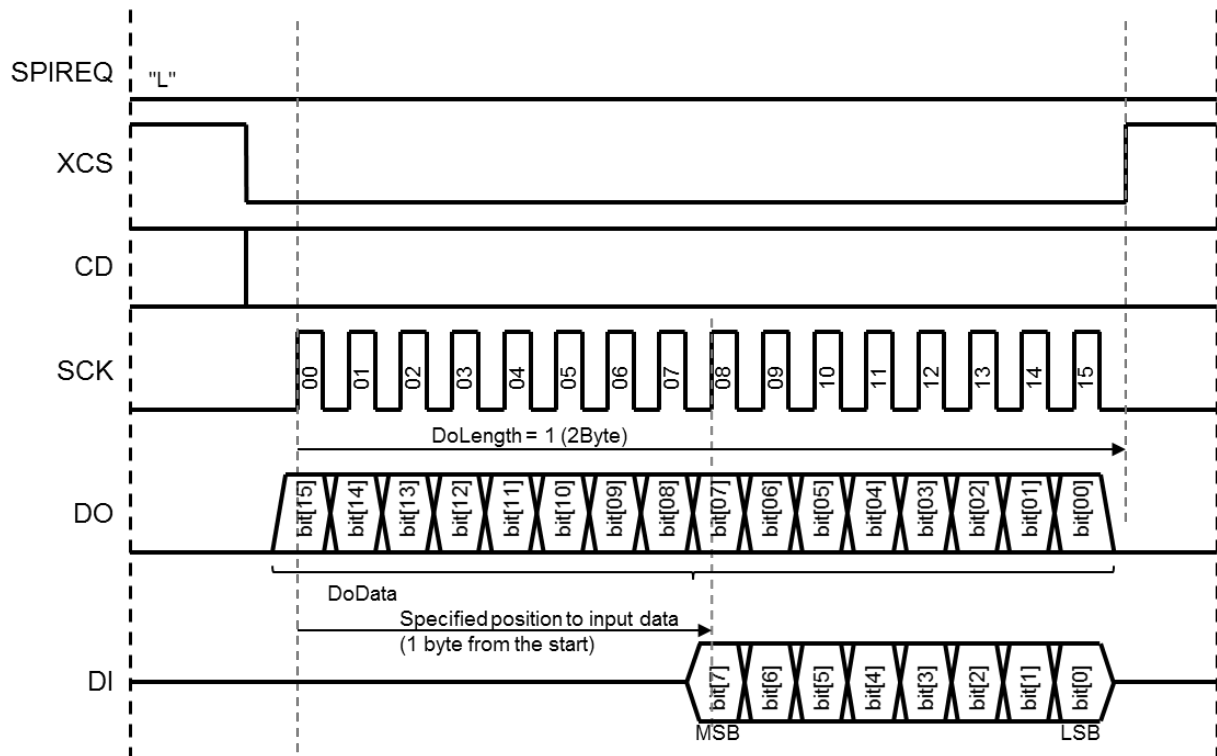 SPIREQ
"L"
XCS
CD
SCK
00 01 02 03 04 05 06 07 08 09 10 11 12 13 14 15
DoLength = 1 (2Byte)
DO
bit[15] bit[14] bit[13] bit[12] bit[11] bit[10] bit[09] bit[08] bit[07] bit[06] bit[05] bit[04] bit[03] bit[02] bit[01] bit[00]
DoData
Specified position to input data
(1 byte from the start)
DI
bit[7] bit[6] bit[5] bit[4] bit[3] bit[2] bit[1] bit[0]
MSB LSB